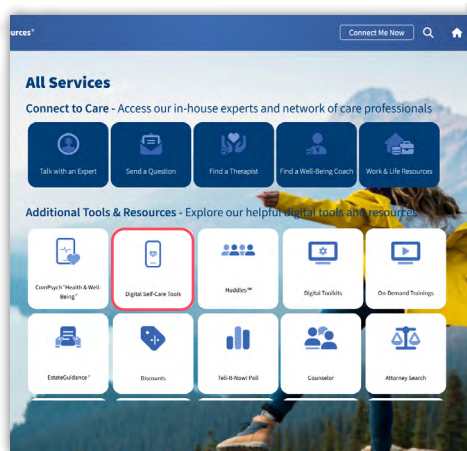 urces®
Connect Me Now
All Services
Connect to Care - Access our in-house experts and network of care professionals
Talk with an Expert
Send a Question
Find a Therapist
Find a Well-Being Coach
Work & Life Resources
Additional Tools & Resources - Explore our helpful digital tools and resources
ComPsych® Health & Well-
Being®
Digital Self-Care Tools
Huddles℠
Digital Toolkits
On-Demand Trainings
EstateGuidance®
Discounts
Tell-It-Now! Poll
Counselor
Attorney Search